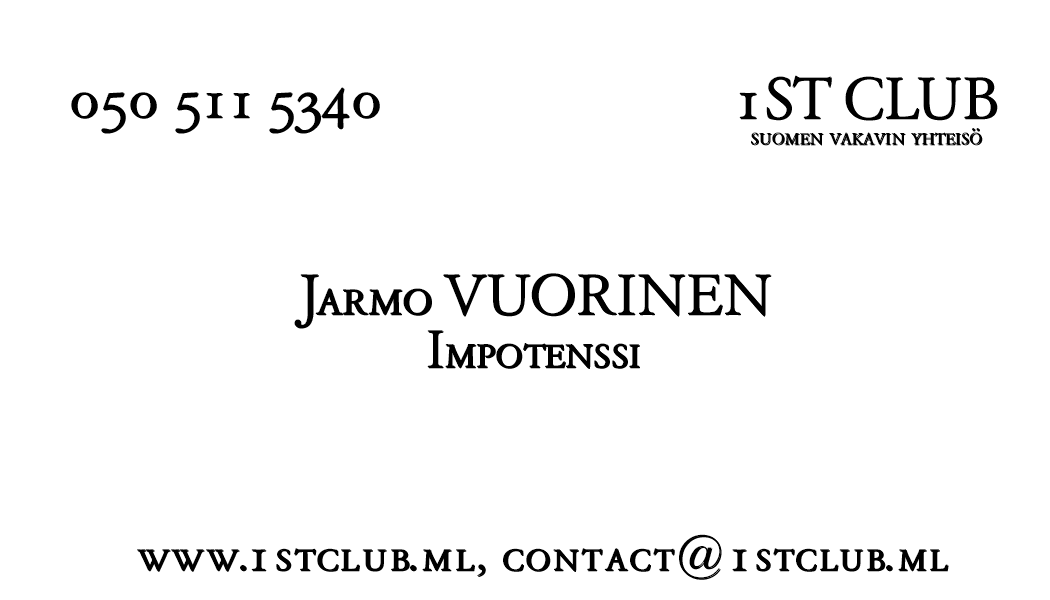 050 511 5340
1ST CLUB
SUOMEN VAKAVIN YHTEISÖ
Jarmo VUORINEN
Impotenssi
www.1stclub.ml, contact@1stclub.ml